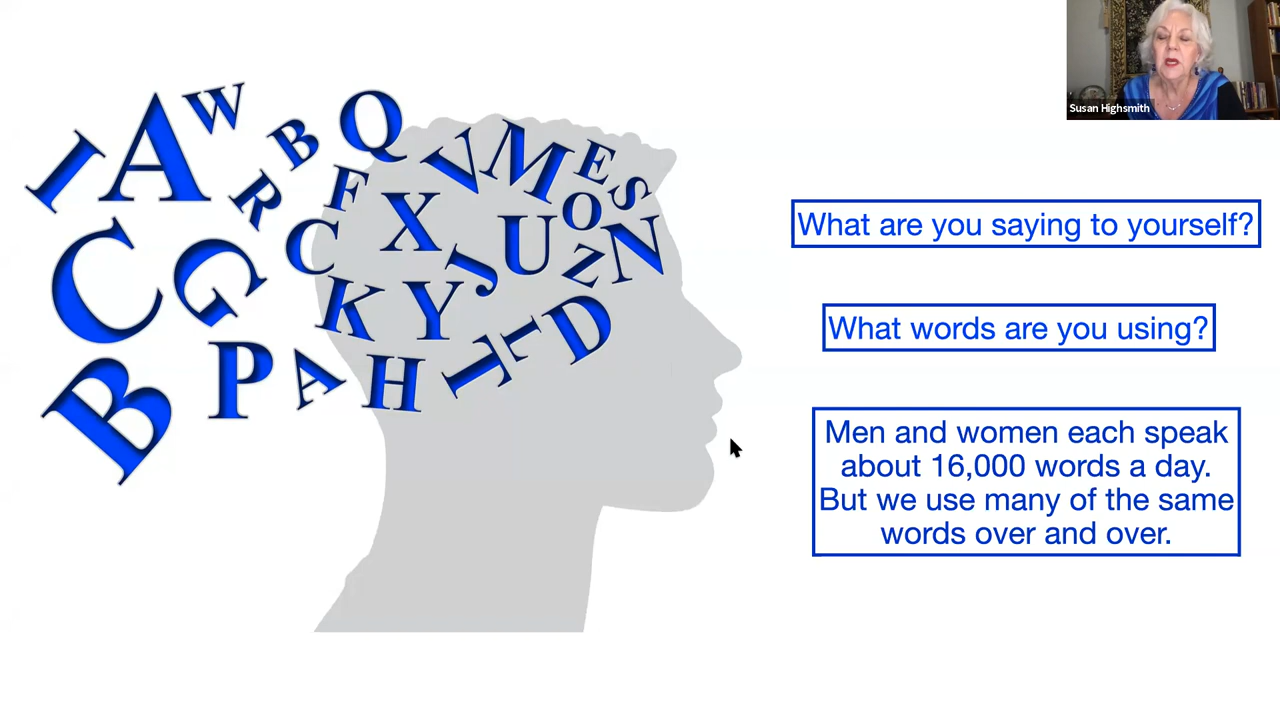 I A W B Q
R F V M E S
C G C X J U O Z N
K Y
B P A H I T D
Susan Highsmith
What are you saying to yourself?
What words are you using?
Men and women each speak
about 16,000 words a day.
But we use many of the same
words over and over.